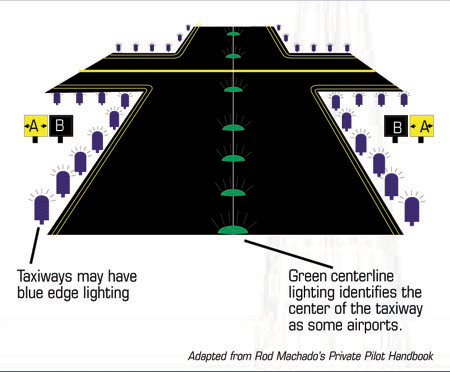 A B
B A
Taxiways may have
blue edge lighting
Green centerline
lighting identifies the
center of the taxiway
as some airports.
Adapted from Rod Machado's Private Pilot Handbook